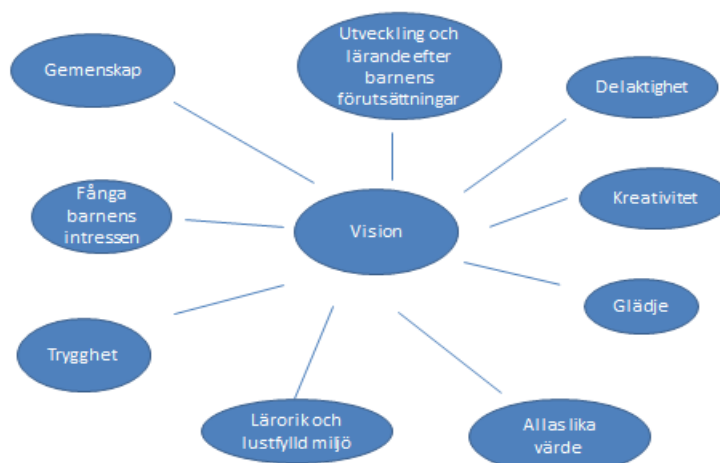 Utveckling och
lärande efter
barnens
förutsättningar
Gemenskap
Delaktighet
Fånga
barnens
intressen
Kreativitet
Vision
Glädje
Trygghet
Lärorik och
lustfylld miljö
Allas lika
värde